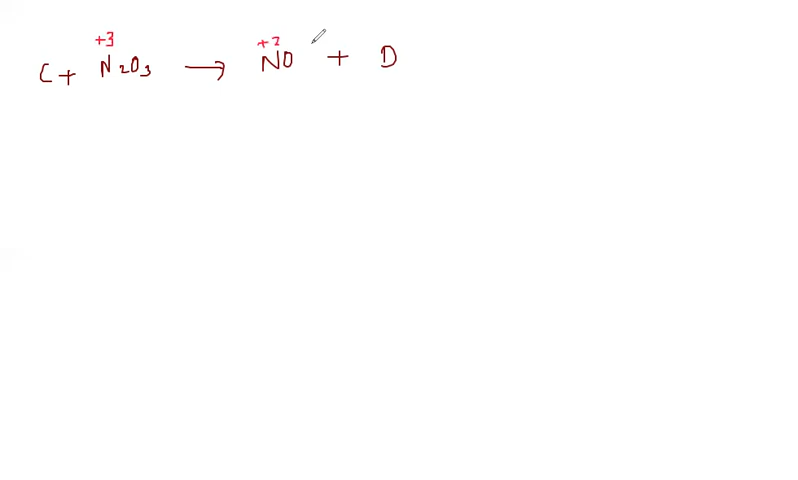 +3 +2
C + N2O3 → NO + D